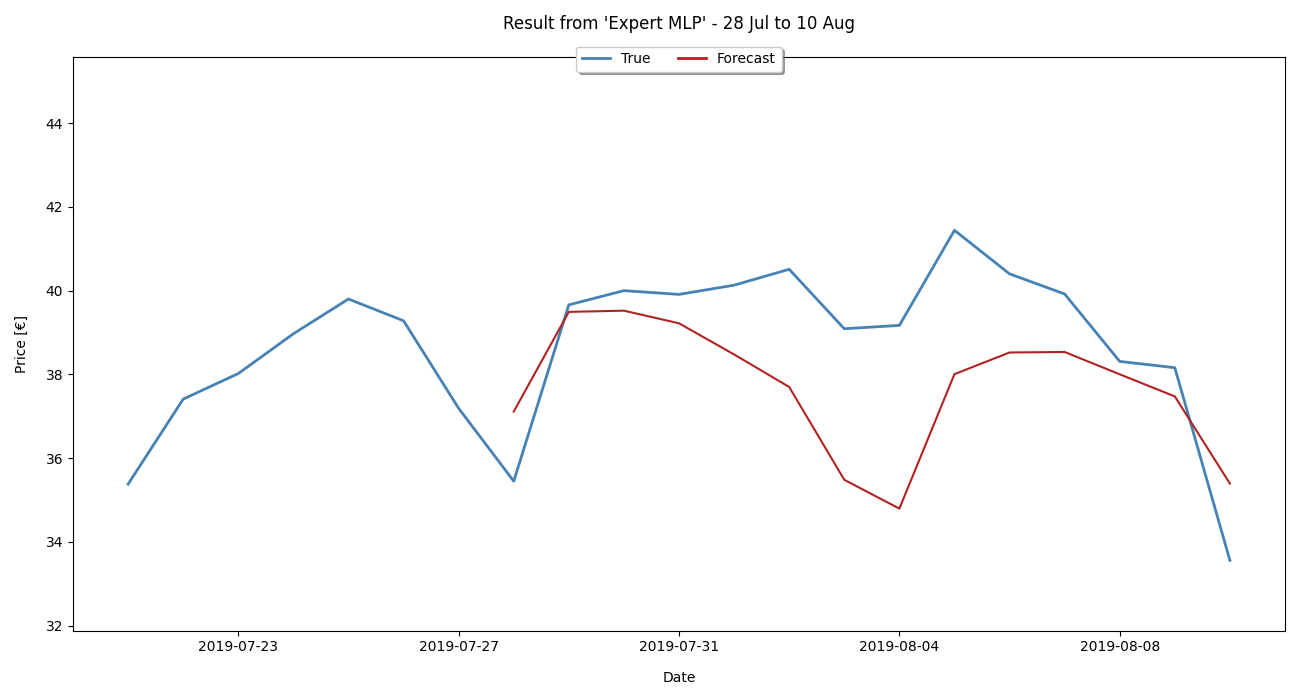 Result from 'Expert MLP' - 28 Jul to 10 Aug
True Forecast
44
42
40
38
36
34
32
Price [€]
2019-07-23 2019-07-27 2019-07-31 2019-08-04 2019-08-08
Date